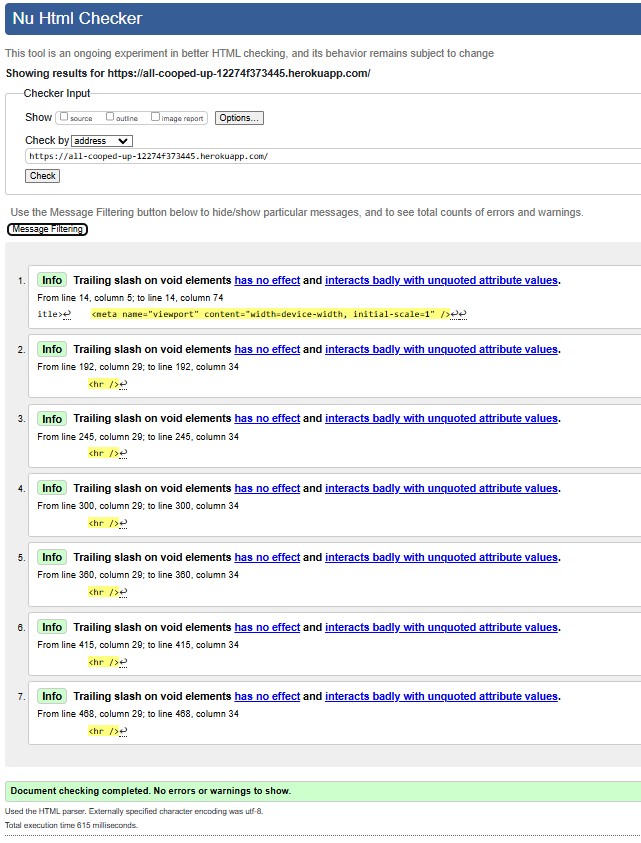 Nu Html Checker
This tool is an ongoing experiment in better HTML checking, and its behavior remains subject to change
Showing results for https://all-cooped-up-12274f373445.herokuapp.com/
Checker Input
Show source outline image report Options...
Check by address
https://all-cooped-up-12274f373445.herokuapp.com/
Check
Use the Message Filtering button below to hide/show particular messages, and to see total counts of errors and warnings.
Message Filtering
1. Info Trailing slash on void elements has no effect and interacts badly with unquoted attribute values.
From line 14, column 5; to line 14, column 74
itle>↩ <meta name="viewport" content="width=device-width, initial-scale=1" />↩↩
2. Info Trailing slash on void elements has no effect and interacts badly with unquoted attribute values.
From line 192, column 29; to line 192, column 34
<hr />↩
3. Info Trailing slash on void elements has no effect and interacts badly with unquoted attribute values.
From line 245, column 29; to line 245, column 34
<hr />↩
4. Info Trailing slash on void elements has no effect and interacts badly with unquoted attribute values.
From line 300, column 29; to line 300, column 34
<hr />↩
5. Info Trailing slash on void elements has no effect and interacts badly with unquoted attribute values.
From line 360, column 29; to line 360, column 34
<hr />↩
6. Info Trailing slash on void elements has no effect and interacts badly with unquoted attribute values.
From line 415, column 29; to line 415, column 34
<hr />↩
7. Info Trailing slash on void elements has no effect and interacts badly with unquoted attribute values.
From line 468, column 29; to line 468, column 34
<hr />↩
Document checking completed. No errors or warnings to show.
Used the HTML parser. Externally specified character encoding was utf-8.
Total execution time 615 milliseconds.